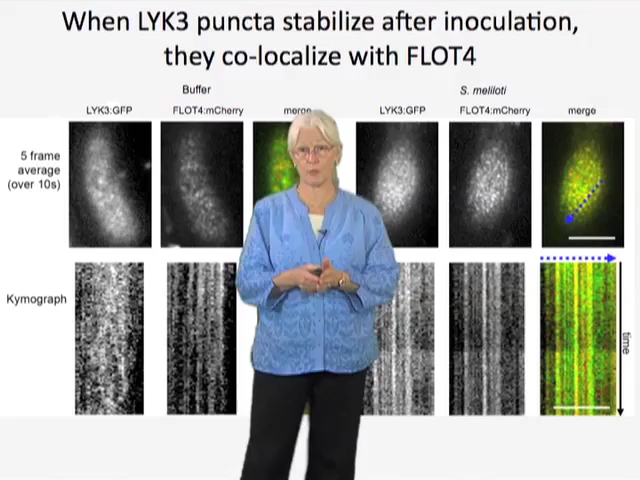 When LYK3 puncta stabilize after inoculation,
they co-localize with FLOT4
Buffer
S. meliloti
LYK3:GFP FLOT4:mCherry merge LYK3:GFP FLOT4:mCherry merge
5 frame
average
(over 10s)
Kymograph
time